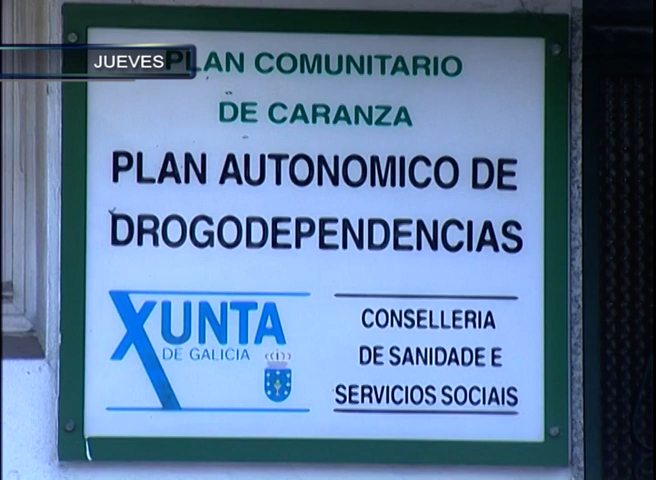 JUEVES
PLAN COMUNITARIO
DE CARANZA
PLAN AUTONOMICO DE
DROGODEPENDENCIAS
XUNTA
DE GALICIA
CONSELLERIA
DE SANIDADE E
SERVICIOS SOCIAIS